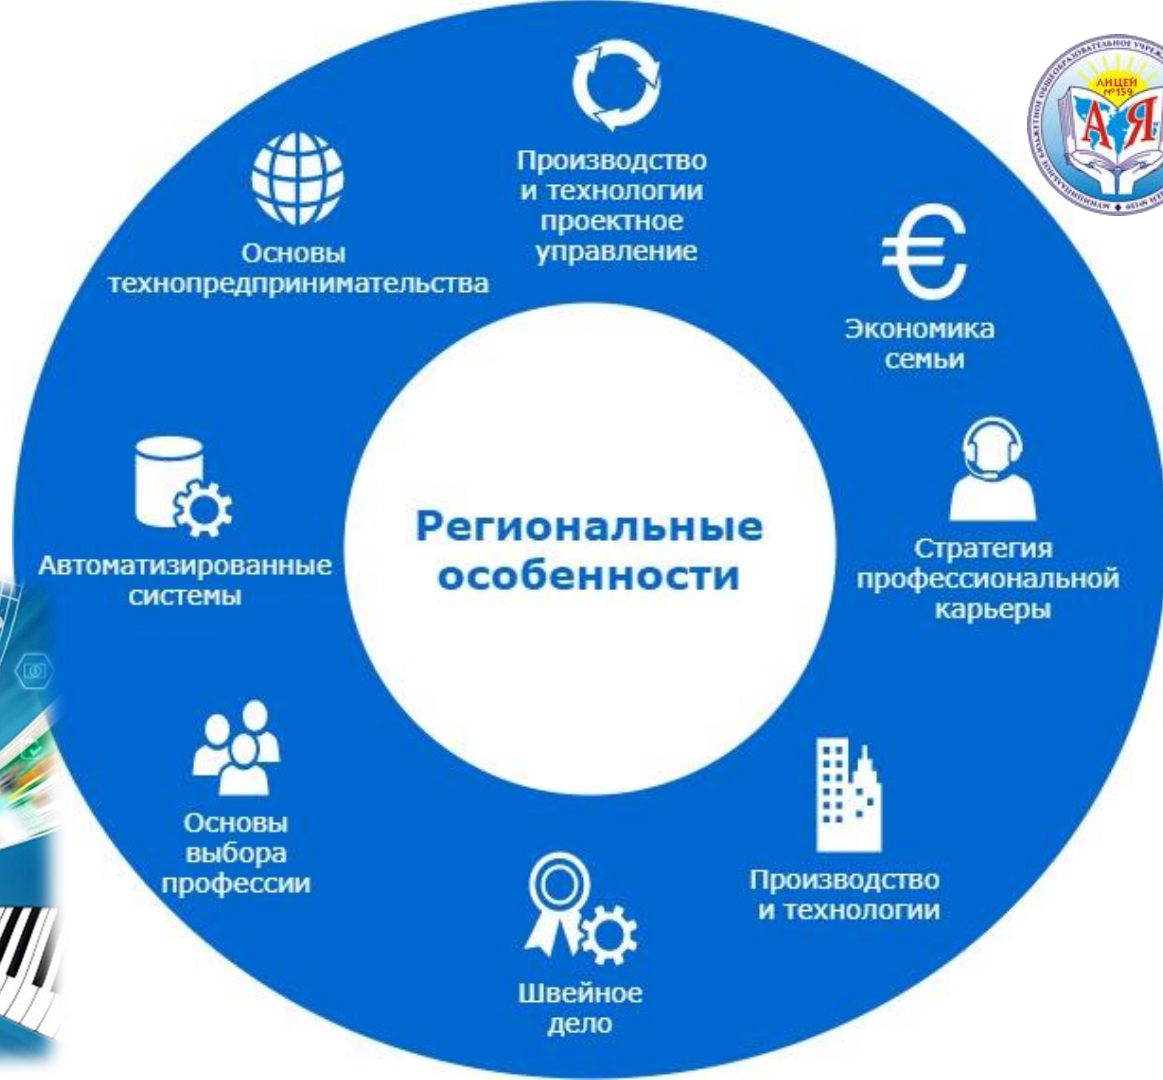 Производство
и технологии
проектное
управление
ЛИЦЕЙ
№159
А Я
Основы
технопредпринимательства
Экономика
семьи
Стратегия
профессиональной
карьеры
Региональные
особенности
Автоматизированные
системы
Основы
выбора
профессии
Производство
и технологии
Швейное
дело